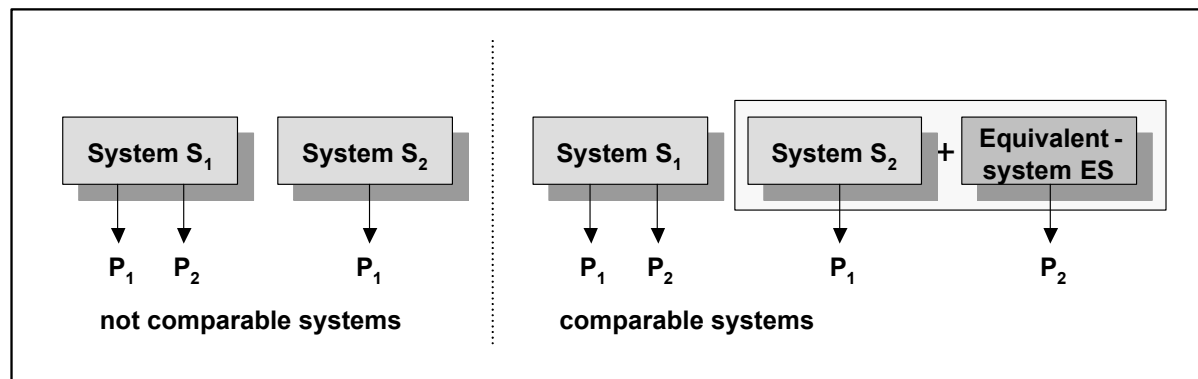 System S₁
System S₂
P₁ P₂
P₁
not comparable systems
System S₁
System S₂
+
Equivalent -
system ES
P₁ P₂
P₁
P₂
comparable systems